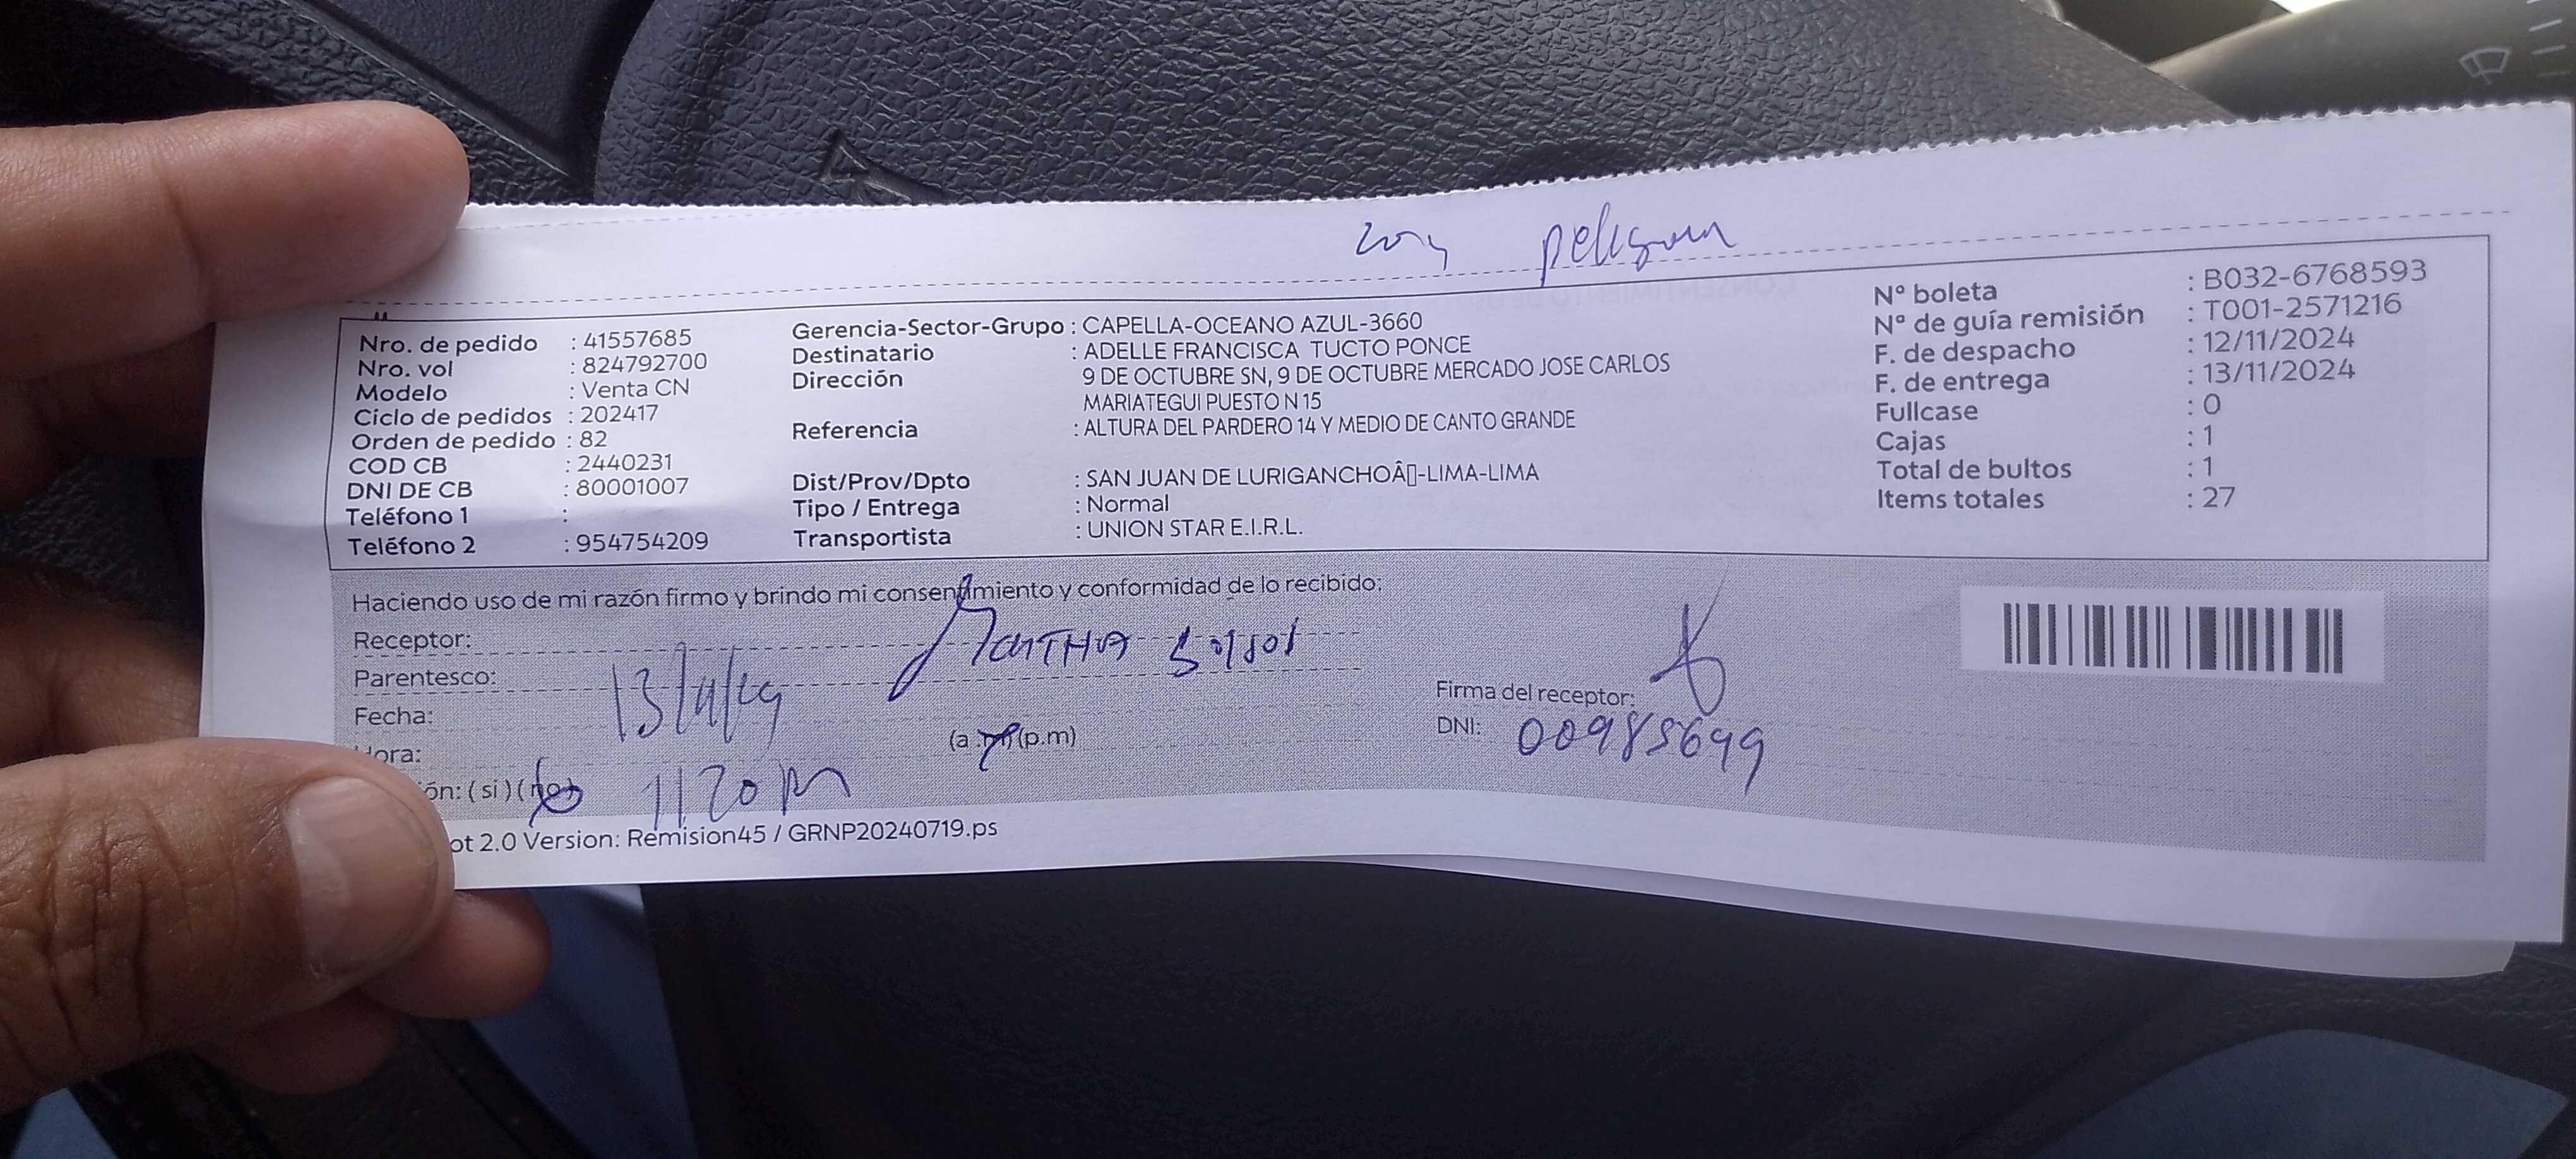 Nro. de pedido : 41557685
Nro. vol : 824792700
Modelo : Venta CN
Ciclo de pedidos : 202417
Orden de pedido : 82
COD CB : 2440231
DNI DE CB : 80001007
Teléfono 1 :
Teléfono 2 : 954754209
Gerencia-Sector-Grupo : CAPELLA-OCEANO AZUL-3660
Destinatario : ADELLE FRANCISCA TUCTO PONCE
Dirección 9 DE OCTUBRE SN, 9 DE OCTUBRE MERCADO JOSE CARLOS
MARIATEGUI PUESTO N 15
Referencia : ALTURA DEL PARDERO 14 Y MEDIO DE CANTO GRANDE
Dist/Prov/Dpto : SAN JUAN DE LURIGANCHOÂ▯-LIMA-LIMA
Tipo / Entrega : Normal
Transportista : UNION STAR E.I.R.L.
Nº boleta : B032-6768593
Nº de guía remisión : T001-2571216
F. de despacho : 12/11/2024
F. de entrega : 13/11/2024
Fullcase : 0
Cajas : 1
Total de bultos : 1
Items totales : 27
Haciendo uso de mi razón firmo y brindo mi consentimiento y conformidad de lo recibido:
Receptor: MartHA
Parentesco:
Fecha: 13/11/24
ora: (a.m) (p.m)
ón: (si) (no) 1120 m
Firma del receptor:
DNI: 00985699
ot 2.0 Version: Remision45 / GRNP20240719.ps